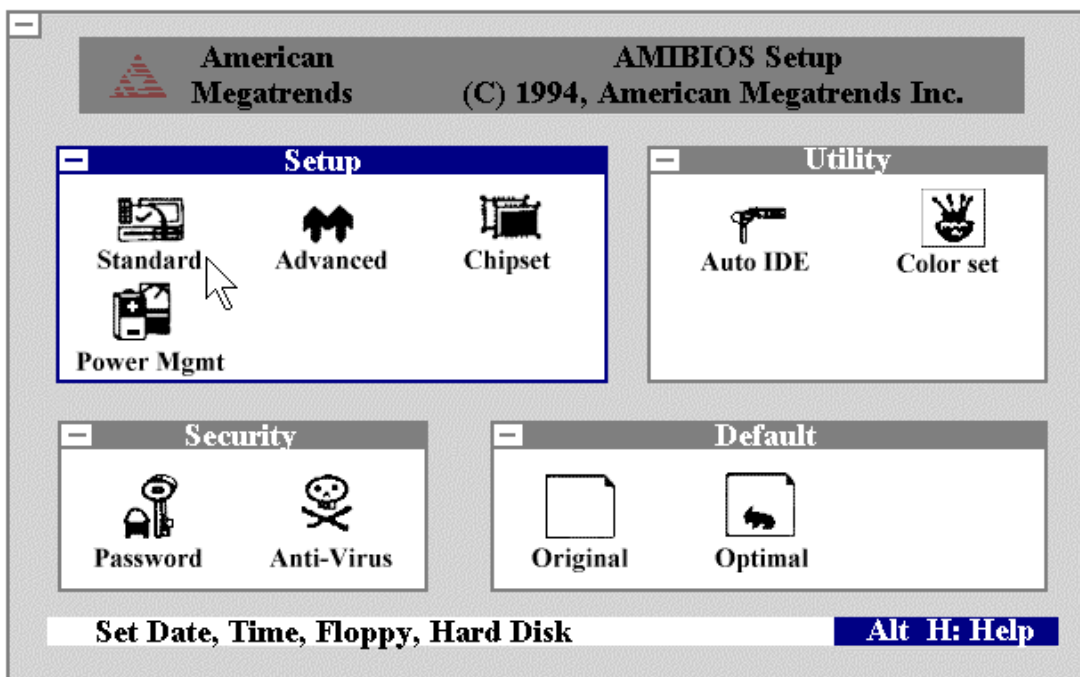 American Megatrends
AMIBIOS Setup
(C) 1994, American Megatrends Inc.
Setup
Standard
Advanced
Chipset
Power Mgmt
Utility
Auto IDE
Color set
Security
Password
Anti-Virus
Default
Original
Optimal
Set Date, Time, Floppy, Hard Disk
Alt H: Help